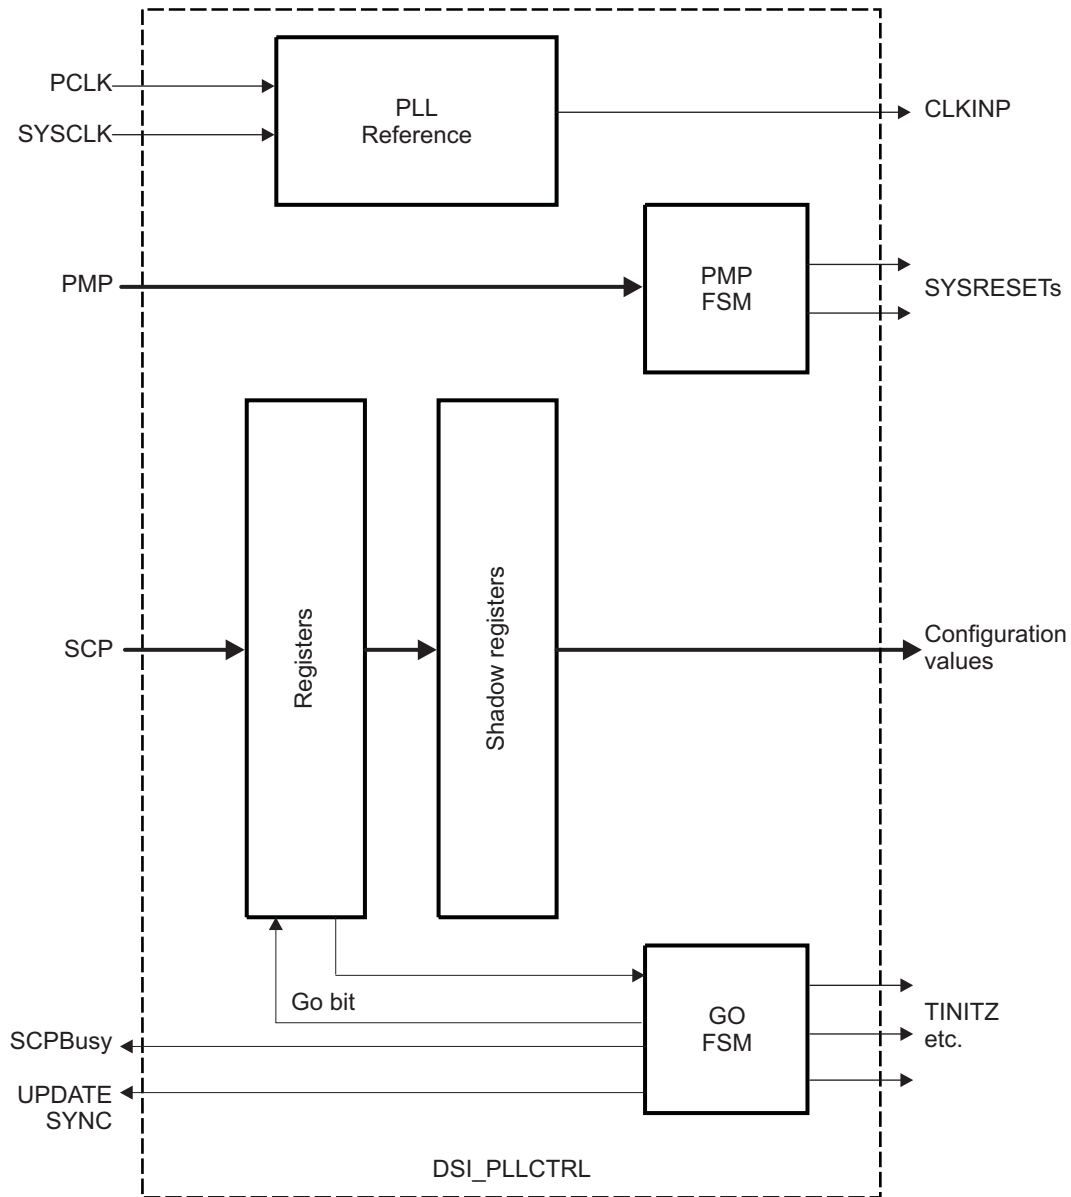 PCLK
PLL
Reference
CLKINP
SYSCLK
PMP
PMP
FSM
SYSRESETs
SCP
Registers
Shadow registers
Configuration
values
Go bit
GO
FSM
TINITZ
etc.
SCPBusy
UPDATE
SYNC
DSI_PLLCTRL